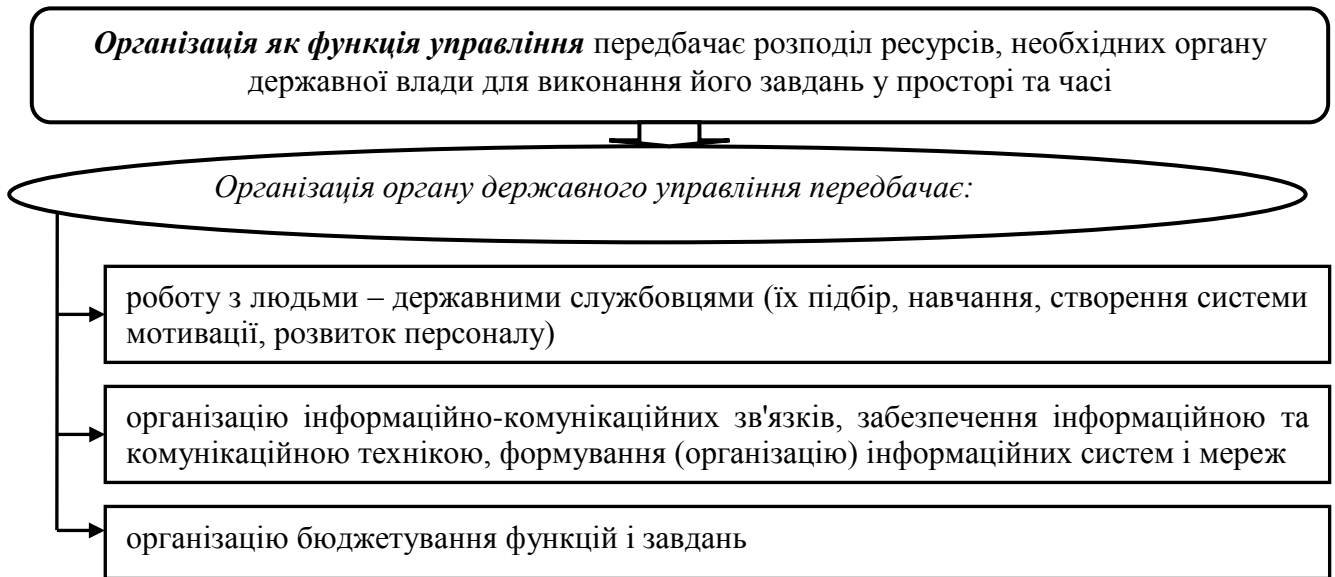 Організація як функція управління передбачає розподіл ресурсів, необхідних органу
державної влади для виконання його завдань у просторі та часі
Організація органу державного управління передбачає:
роботу з людьми – державними службовцями (їх підбір, навчання, створення системи
мотивації, розвиток персоналу)
організацію інформаційно-комунікаційних зв'язків, забезпечення інформаційною та
комунікаційною технікою, формування (організацію) інформаційних систем і мереж
організацію бюджетування функцій і завдань